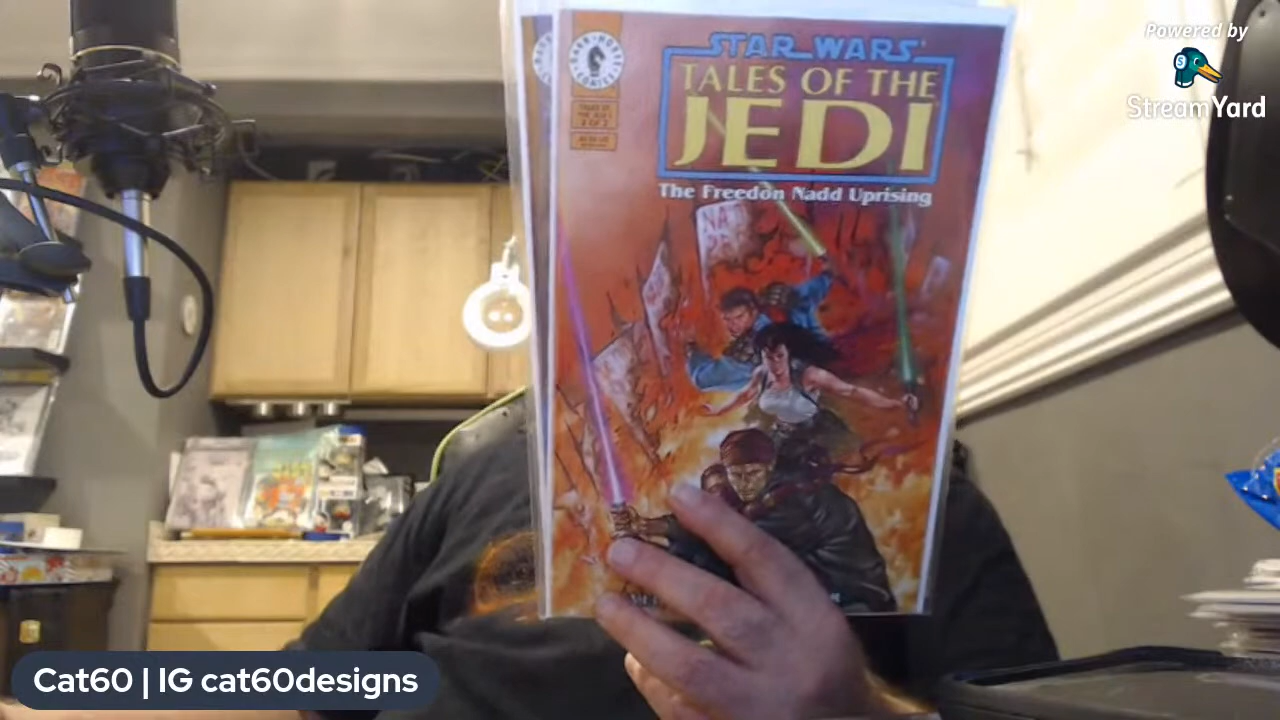 Powered by
StreamYard
STAR WARS
TALES OF THE
JEDI
The Freedon Nadd Uprising
Cat60 | IG cat60designs